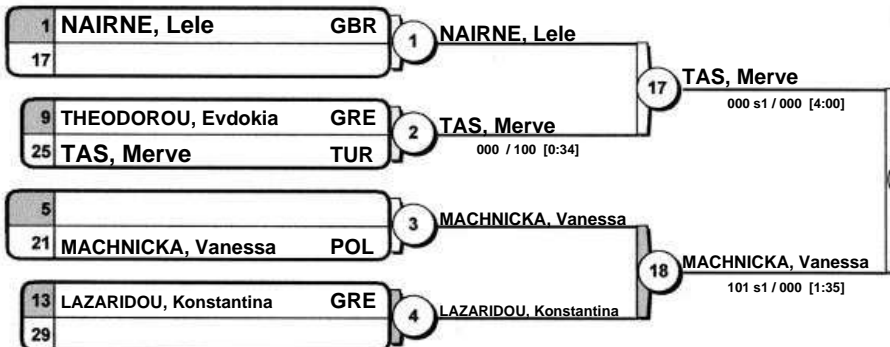 1 NAIRNE, Lele GBR
17
1 NAIRNE, Lele
9 THEODOROU, Evdokia GRE
25 TAS, Merve TUR
2 TAS, Merve
000 / 100 [0:34]
17 TAS, Merve
000 s1 / 000 [4:00]
5
21 MACHNICKA, Vanessa POL
3 MACHNICKA, Vanessa
13 LAZARIDOU, Konstantina GRE
29
4 LAZARIDOU, Konstantina
18 MACHNICKA, Vanessa
101 s1 / 000 [1:35]